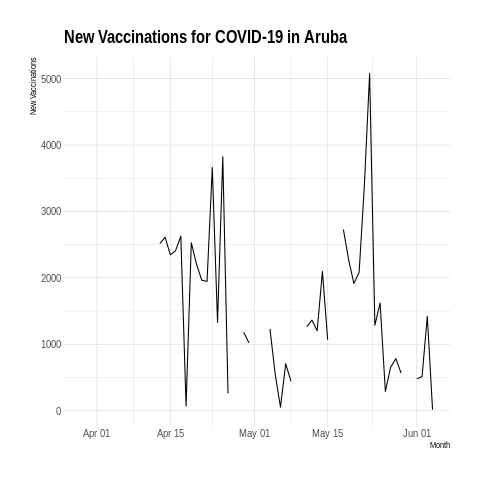 New Vaccinations for COVID-19 in Aruba
New Vaccinations
5000
4000
3000
2000
1000
0
Apr 01 Apr 15 May 01 May 15 Jun 01
Month